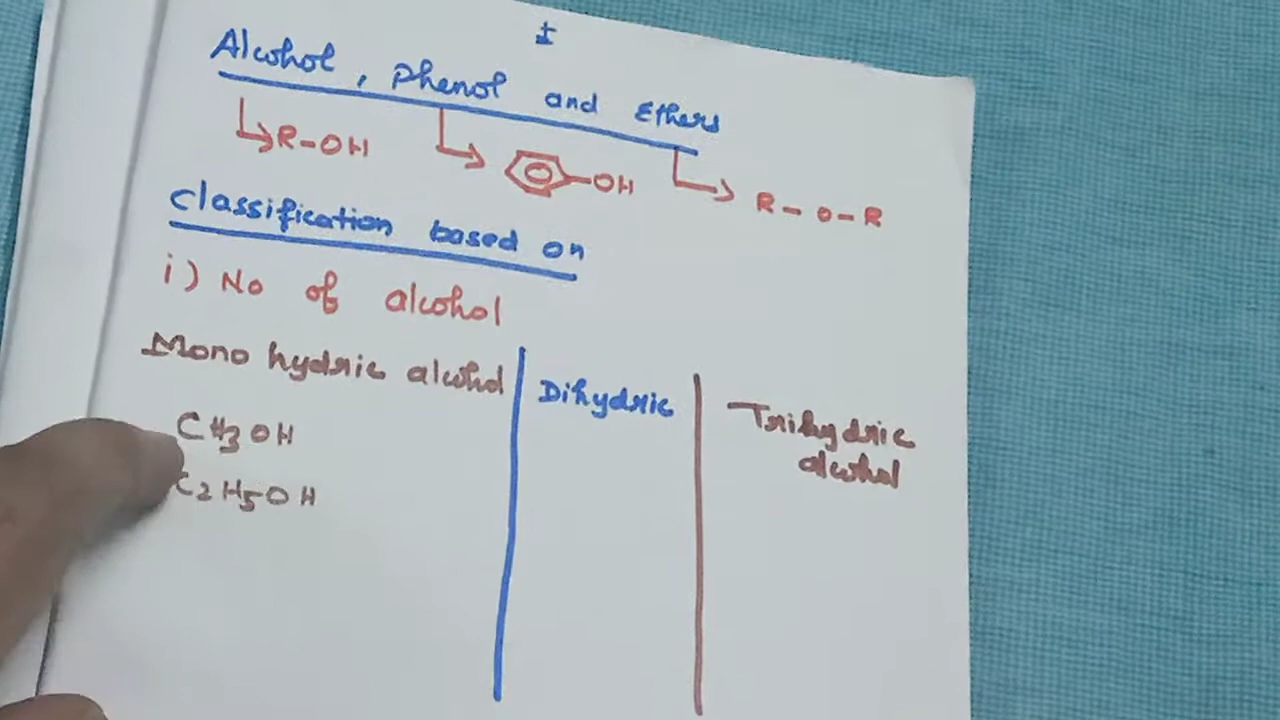 I
Alcohol, Phenol and Ethers
R-OH
-OH
R-O-R
Classification based on
i) No of alcohol
Mono hydric alcohol
Dihydric
Trihydric
alcohol
CH3OH
C2H5OH